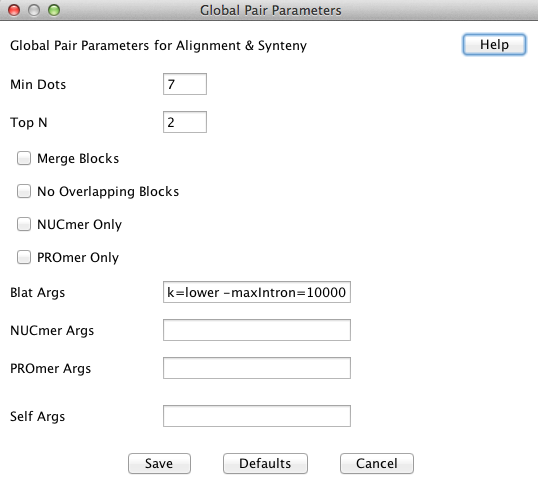 Global Pair Parameters
Global Pair Parameters for Alignment & Synteny
Help
Min Dots 7
Top N 2
Merge Blocks
No Overlapping Blocks
NUCmer Only
PROmer Only
Blat Args k=lower -maxIntron=10000
NUCmer Args
PROmer Args
Self Args
Save Defaults Cancel